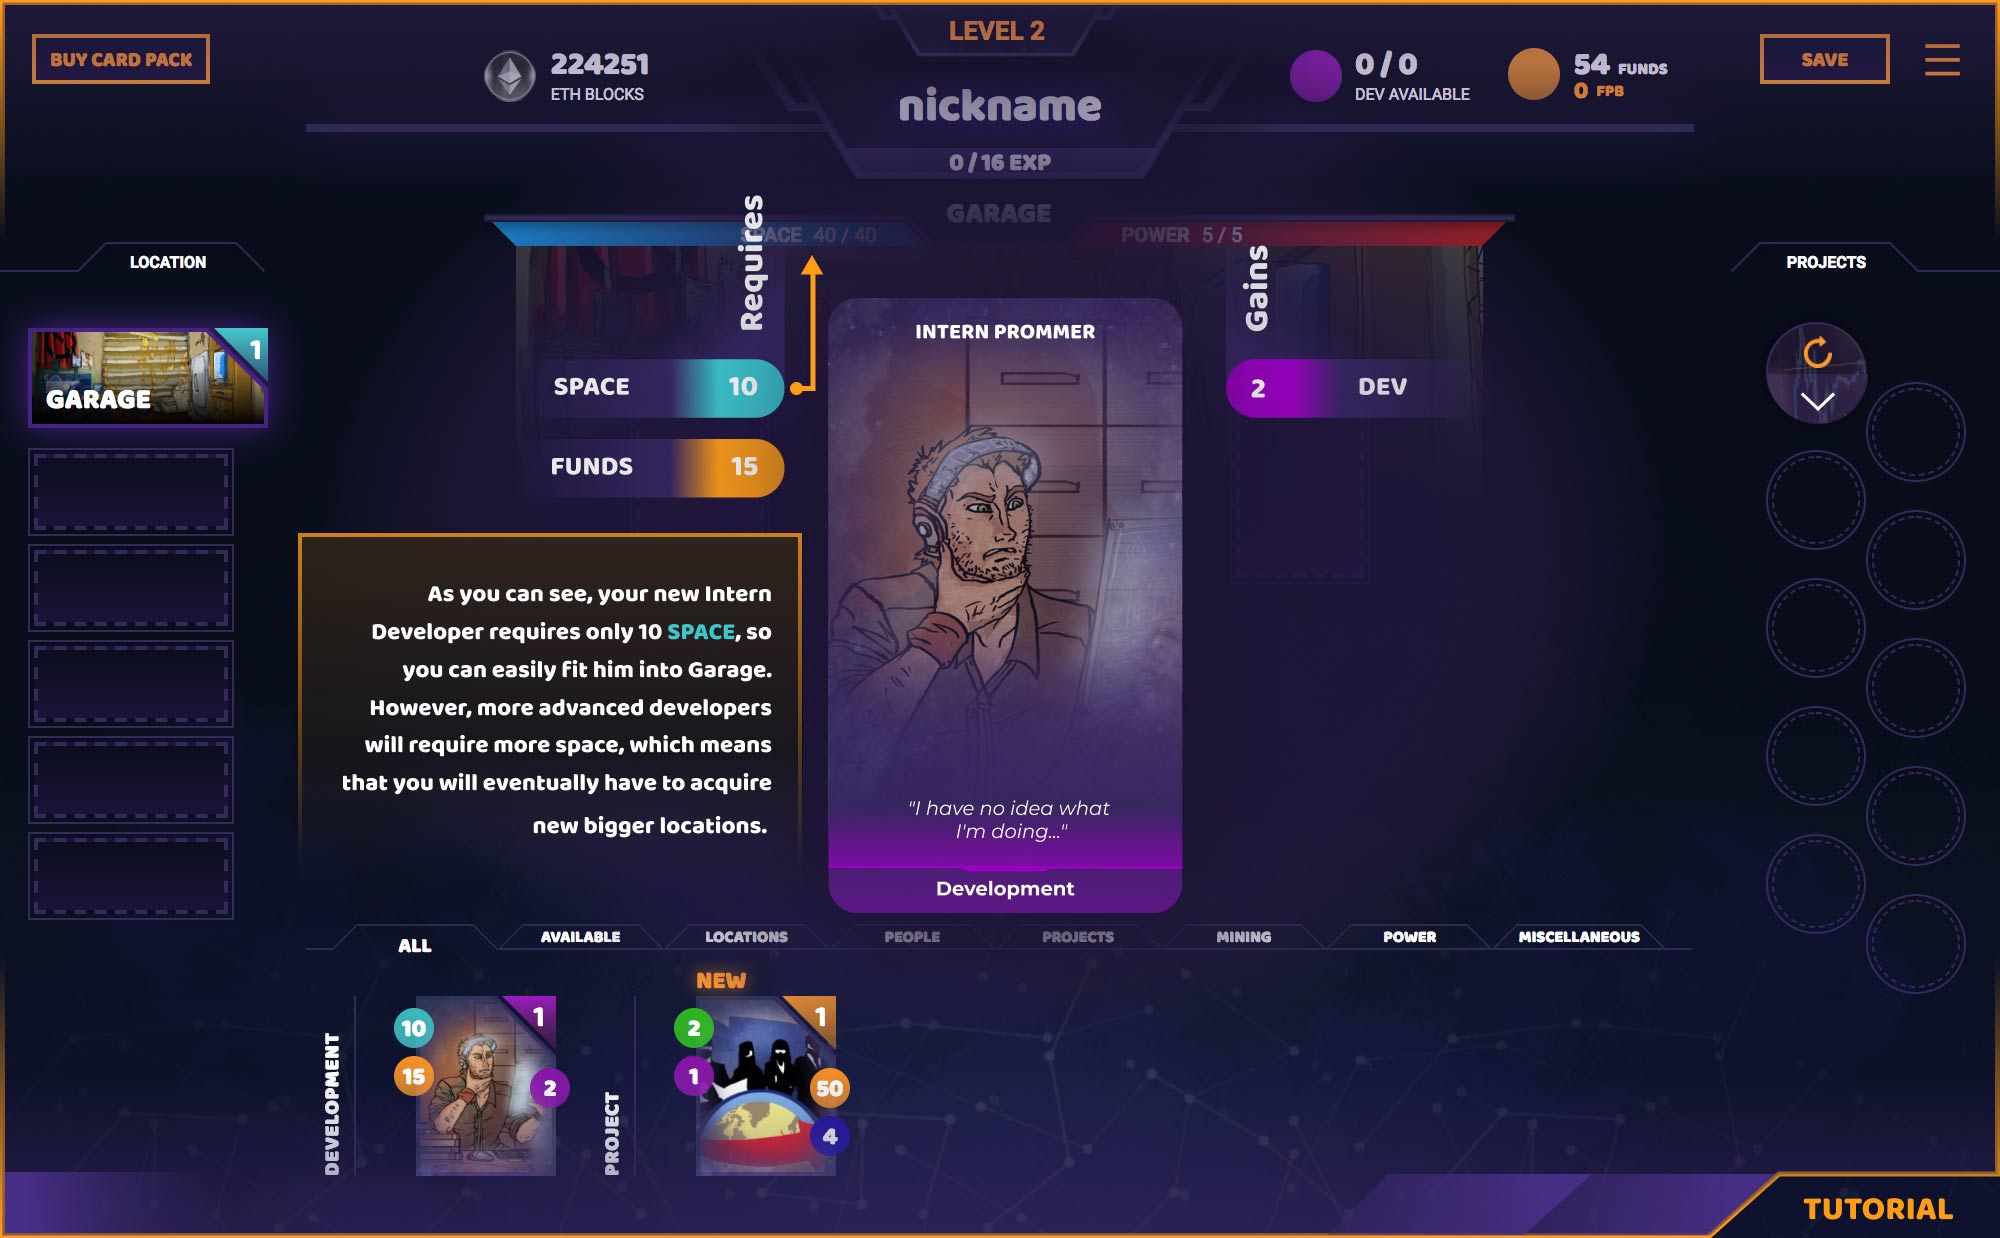 BUY CARD PACK
224251
ETH BLOCKS
LEVEL 2
nickname
0 / 16 EXP
0 / 0
DEV AVAILABLE
54 FUNDS
0 FPB
SAVE
GARAGE
SPACE 40 / 40
POWER 5 / 5
LOCATION
GARAGE
1
Requires
SPACE 10
FUNDS 15
INTERN PROMMER
"I have no idea what
I'm doing..."
Development
Gains
2 DEV
As you can see, your new Intern
Developer requires only 10 SPACE, so
you can easily fit him into Garage.
However, more advanced developers
will require more space, which means
that you will eventually have to acquire
new bigger locations.
PROJECTS
ALL
AVAILABLE
LOCATIONS
PEOPLE
PROJECTS
MINING
POWER
MISCELLANEOUS
DEVELOPMENT
10
15
1
2
PROJECT
NEW
2
1
1
50
4
TUTORIAL